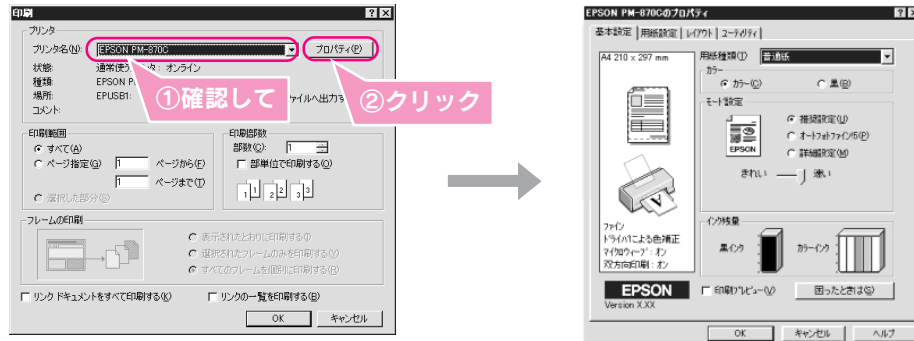 印刷
プリンタ
プリンタ名(N): EPSON PM-870C プロパティ(P)
状態: 通常使う タ: オンライン
種類: EPSON P
場所: EPUSB1: ァイルへ出力す
コメント:
①確認して
②クリック
印刷範囲
すべて(A)
ページ指定(G) 1 ページから(F)
1 ページまで(T)
選択した部分(S)
印刷部数
部数(C): 1
部単位で印刷する(O)
1 1 2 2 3 3
フレームの印刷
表示されたとおりに印刷する(I)
選択されたフレームのみを印刷する(Y)
すべてのフレームを個別に印刷する(R)
リンク ドキュメントをすべて印刷する(K) リンクの一覧を印刷する(B)
OK キャンセル
EPSON PM-870Cのプロパティ
基本設定 用紙設定 レイアウト ユーティリティ
A4 210 x 297 mm
ファイン
ドライバによる色補正
マイクロウィーブ: オン
双方向印刷: オン
EPSON
Version X.XX
用紙種類(T) 普通紙
カラー
カラー(C) 黒(B)
モード設定
EPSON
推奨設定(U)
オートフォトファイン!5(P)
詳細設定(M)
きれい 速い
インク残量
黒インク カラーインク
印刷プレビュー(V) 困ったときは(S)
OK キャンセル ヘルプ